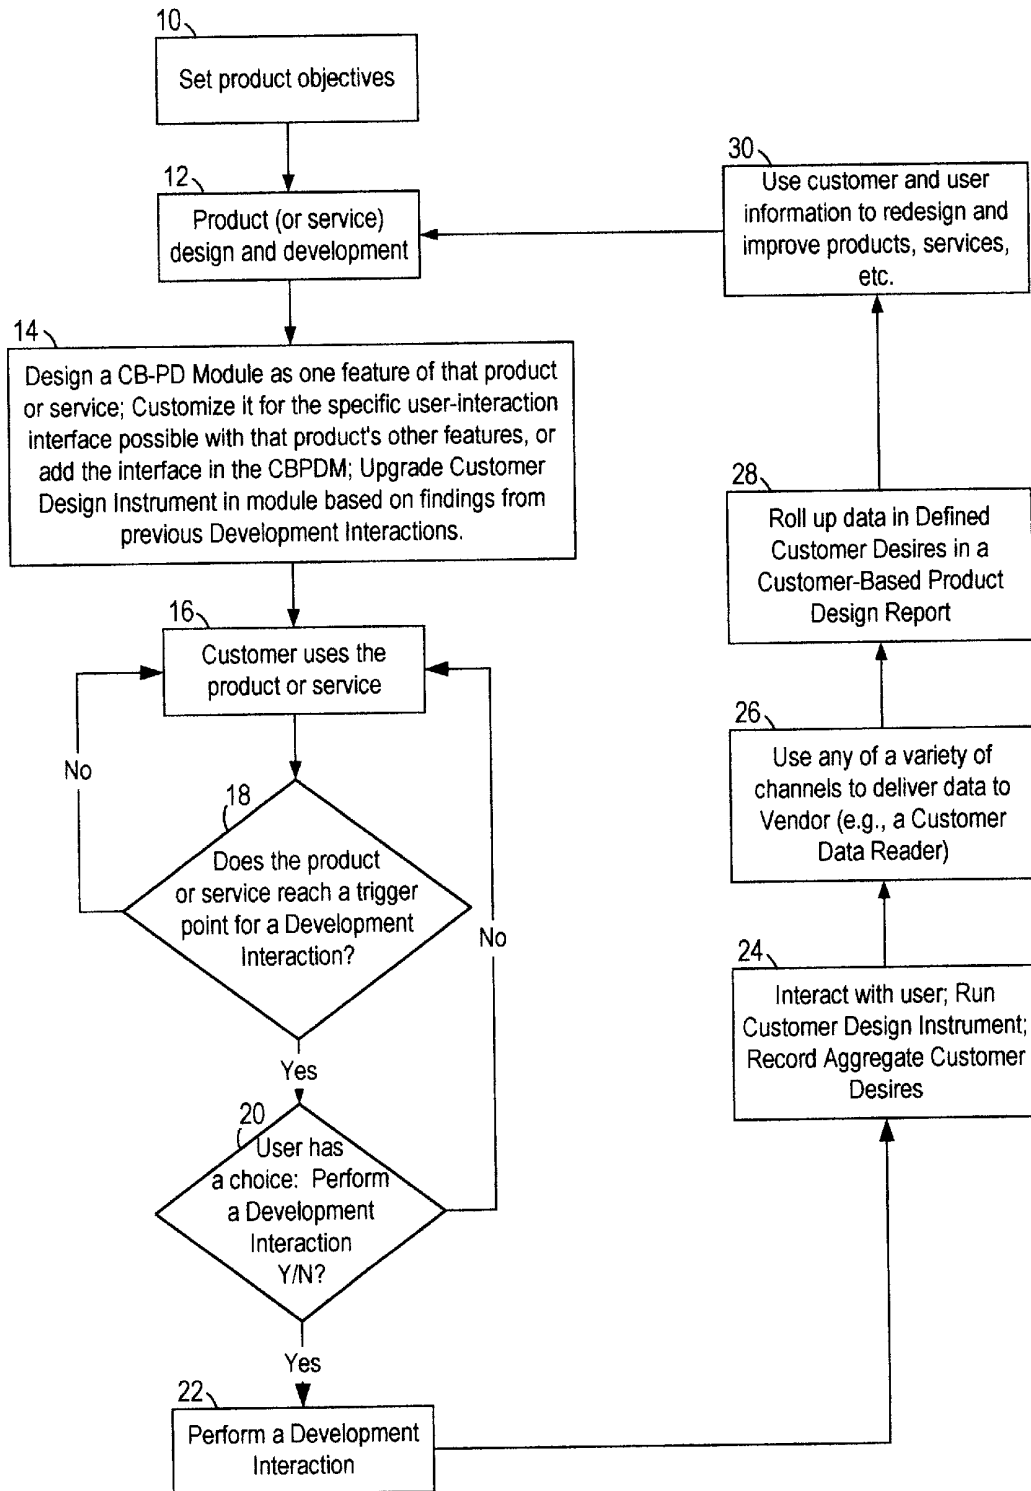 10
Set product objectives
12
Product (or service)
design and development
14
Design a CB-PD Module as one feature of that product
or service; Customize it for the specific user-interaction
interface possible with that product's other features, or
add the interface in the CBPDM; Upgrade Customer
Design Instrument in module based on findings from
previous Development Interactions.
16
Customer uses the
product or service
No
18
Does the product
or service reach a trigger
point for a Development
Interaction?
No
Yes
20
User has
a choice: Perform
a Development
Interaction
Y/N?
Yes
22
Perform a Development
Interaction
24
Interact with user; Run
Customer Design Instrument;
Record Aggregate Customer
Desires
26
Use any of a variety of
channels to deliver data to
Vendor (e.g., a Customer
Data Reader)
28
Roll up data in Defined
Customer Desires in a
Customer-Based Product
Design Report
30
Use customer and user
information to redesign and
improve products, services,
etc.